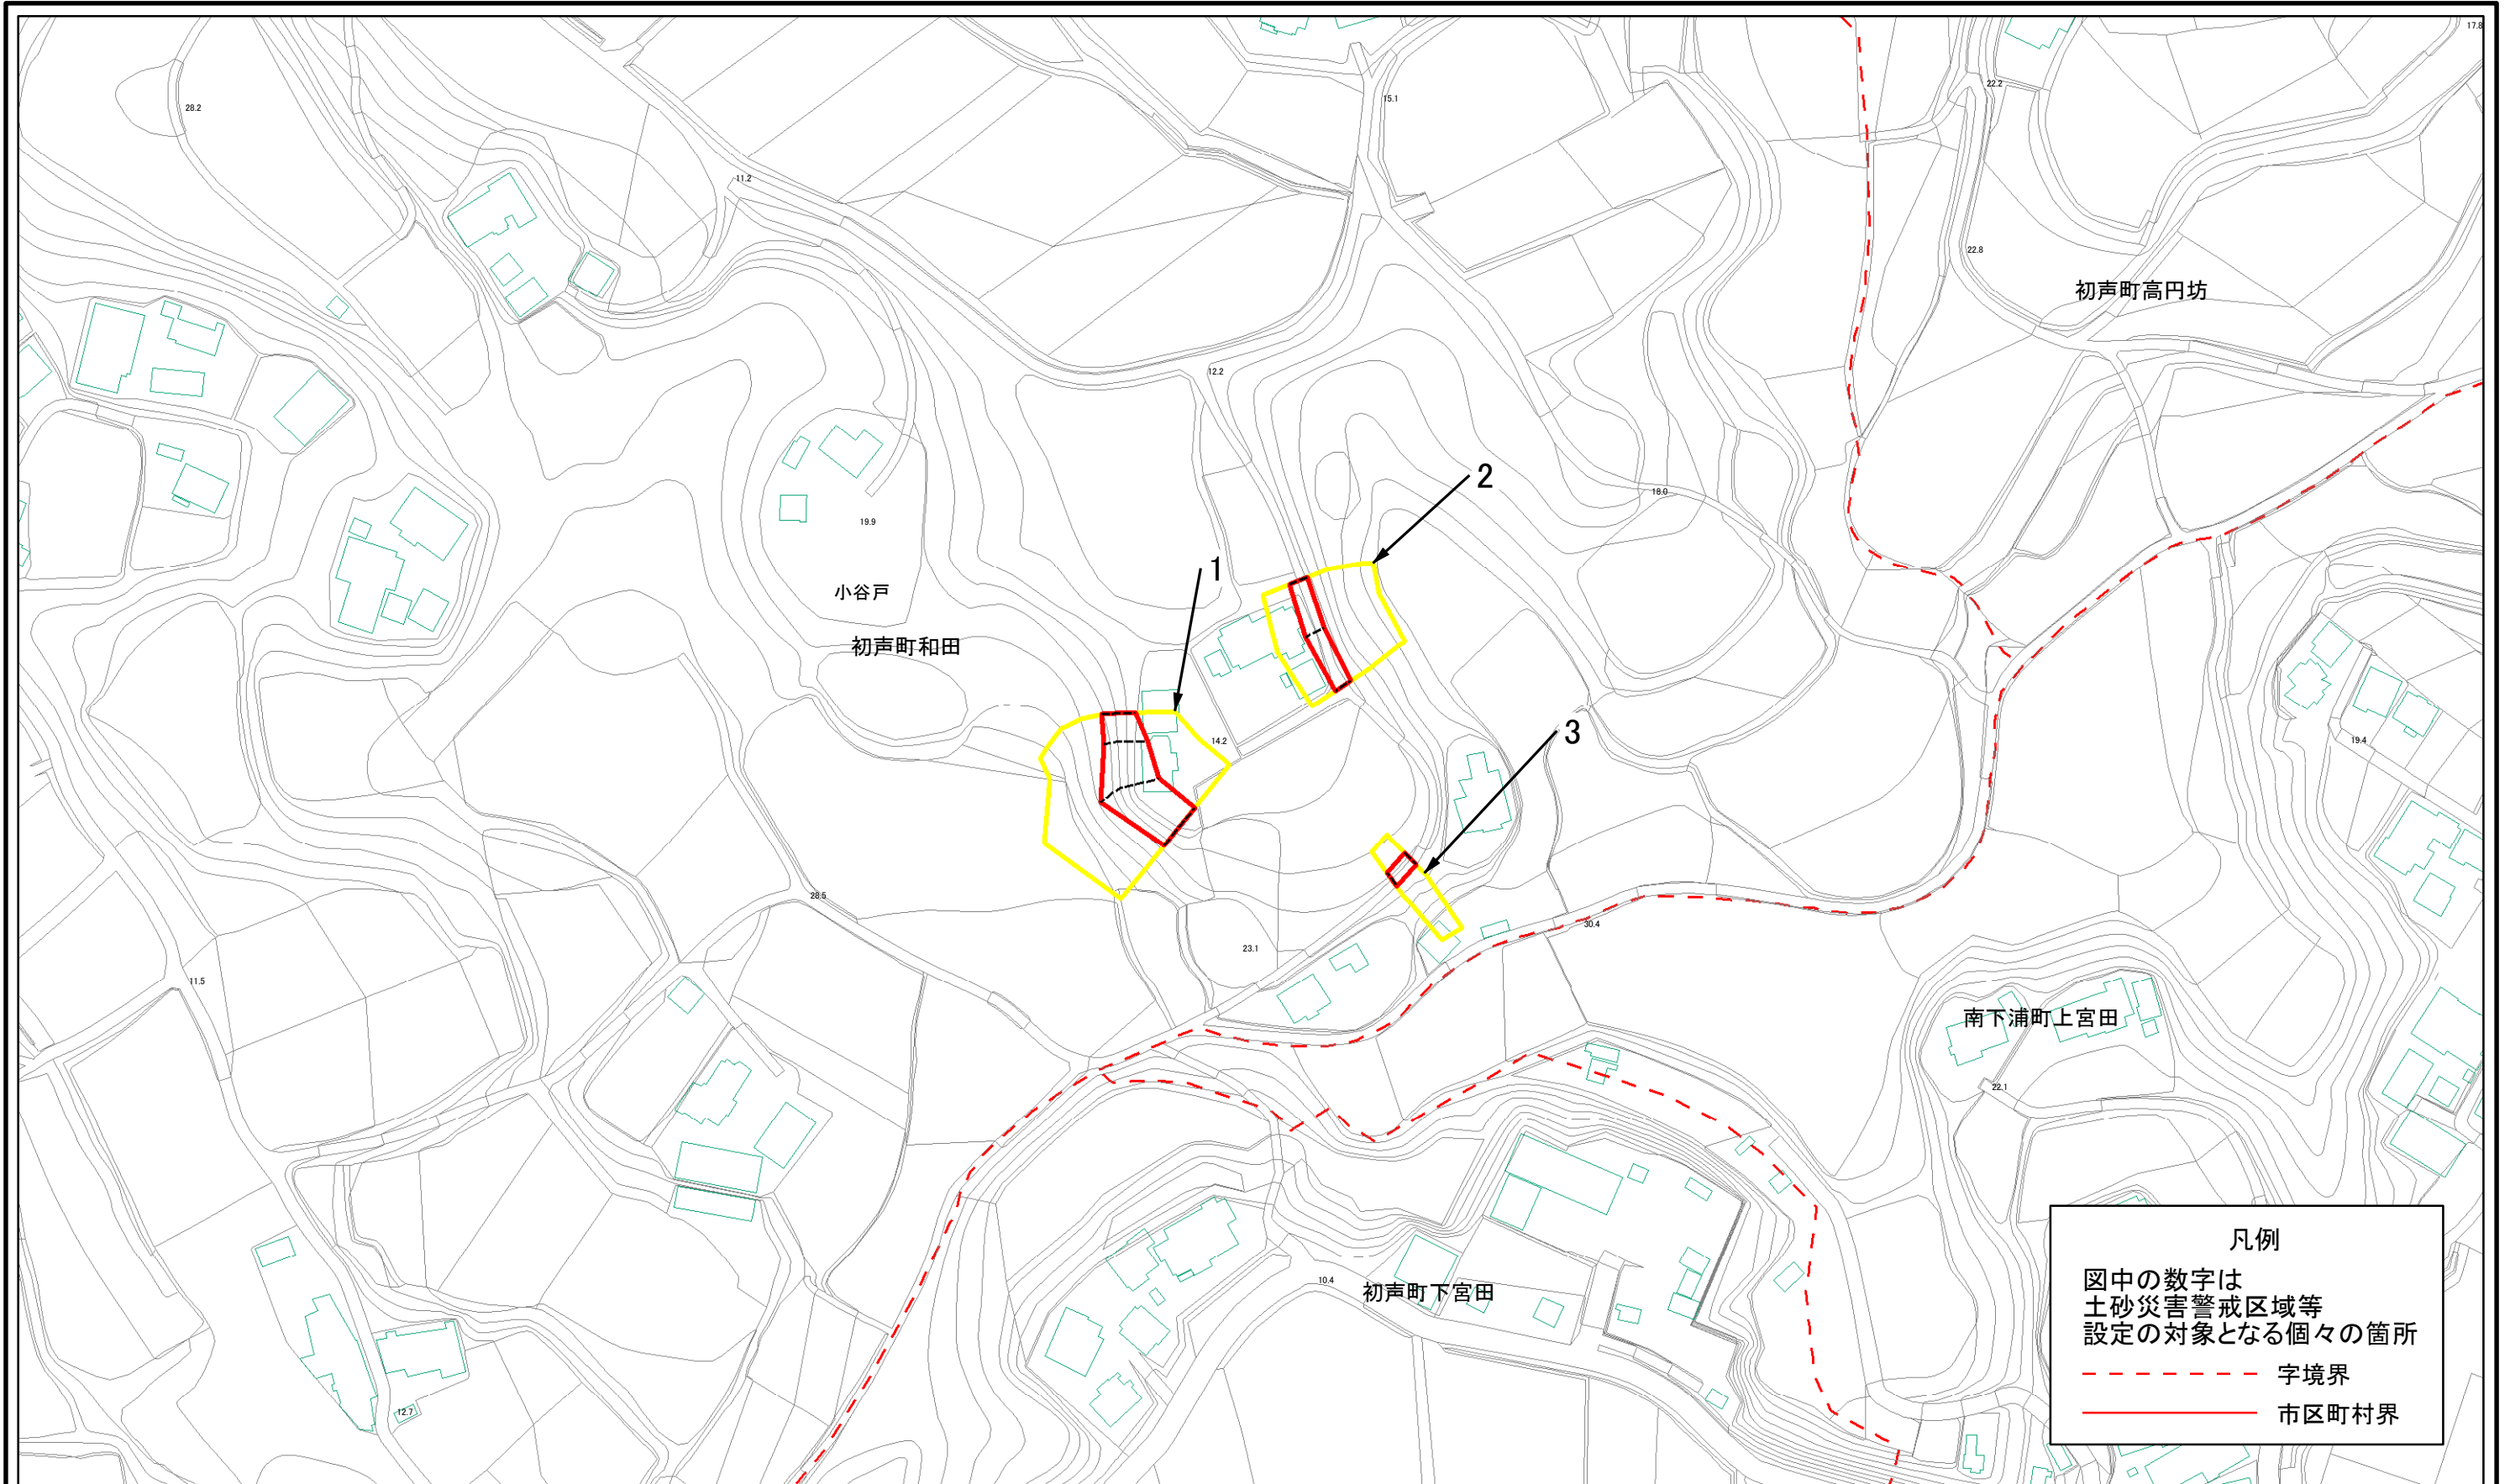 17.8
28.2
15.1
22.2
11.2
22.8
初声町高円坊
12.2
2
18.0
19.9
1
小谷戸
初声町和田
3
14.2
19.4
28.5
30.4
23.1
11.5
南下浦町上宮田
22.1
10.4
初声町下宮田
12.7
凡例
図中の数字は
土砂災害警戒区域等
設定の対象となる個々の箇所
字境界
市区町村界